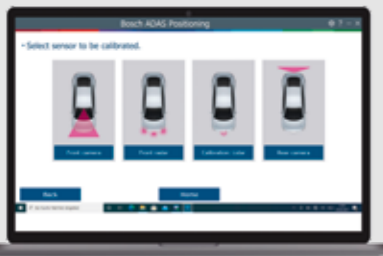 Bosch ADAS Positioning
- Select sensor to be calibrated.
Front camera
Front radar
Calibration radar
Rear camera
Back
Home